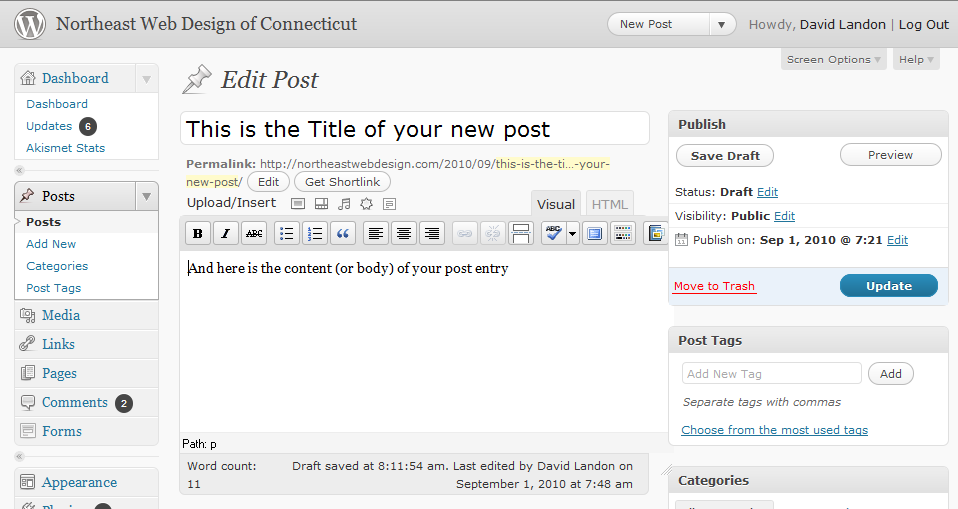 Northeast Web Design of Connecticut
New Post
Howdy, David Landon | Log Out
Screen Options
Help
Dashboard
Dashboard
Updates 6
Akismet Stats
Posts
Posts
Add New
Categories
Post Tags
Media
Links
Pages
Comments 2
Forms
Appearance
Edit Post
This is the Title of your new post
Permalink: http://northeastwebdesign.com/2010/09/this-is-the-ti...-your-
new-post/ Edit Get Shortlink
Upload/Insert
Visual
HTML
B I ABC ABC
And here is the content (or body) of your post entry
Path: p
Word count:
11
Draft saved at 8:11:54 am. Last edited by David Landon on
September 1, 2010 at 7:48 am
Publish
Save Draft
Preview
Status: Draft Edit
Visibility: Public Edit
Publish on: Sep 1, 2010 @ 7:21 Edit
Move to Trash
Update
Post Tags
Add New Tag
Add
Separate tags with commas
Choose from the most used tags
Categories